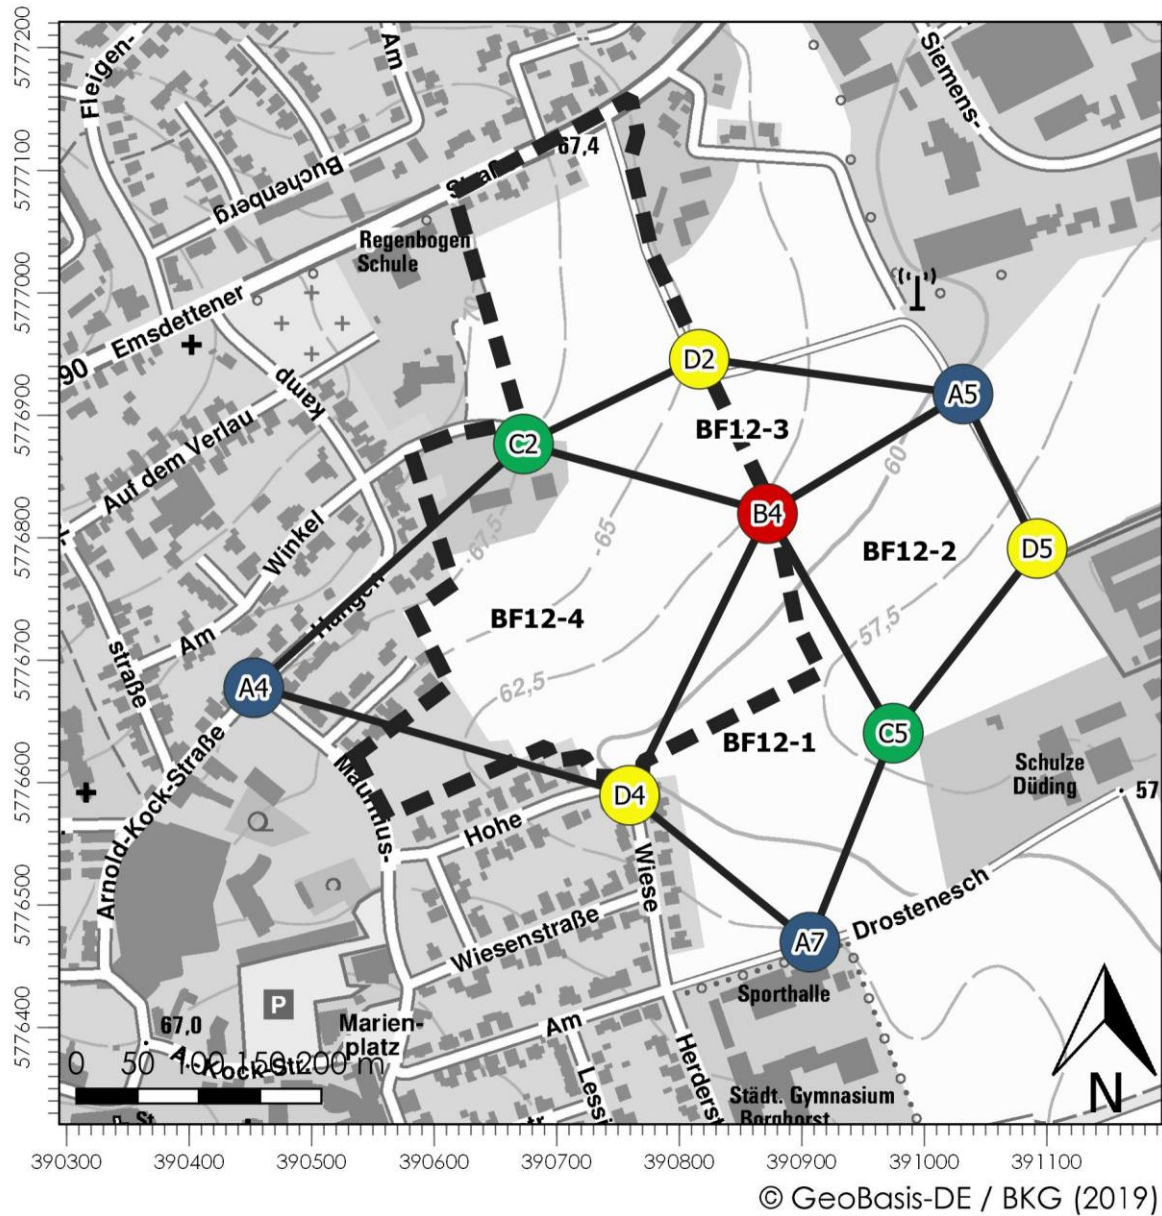 5777200
5777100
5777000
5776900
5776800
5776700
5776600
5776500
5776400
Fleigen-
Am
Buchenberg
Siemens-
67,4
Regenbogen
Schule
90
Emsdettener
Kamp
Auf dem Verlau
Winkel
Am
straße
Hangen
D2
A5
C2
BF12-3
B4
60
65
67,5
BF12-2
D5
BF12-4
57,5
62,5
A4
BF12-1
C5
D4
Mauritius-
Arnold-Kock-Straße
Hohe
Wiese
Schulze
Düding
57
Wiesenstraße
A7
Drostenesch
Sporthalle
P
Marien-
platz
Am
67,0
A.-Kock-Str.
0 50 100 150 200 m
Herderst
Lessi
Städt. Gymnasium
Borghorst
N
390300 390400 390500 390600 390700 390800 390900 391000 391100
© GeoBasis-DE / BKG (2019)